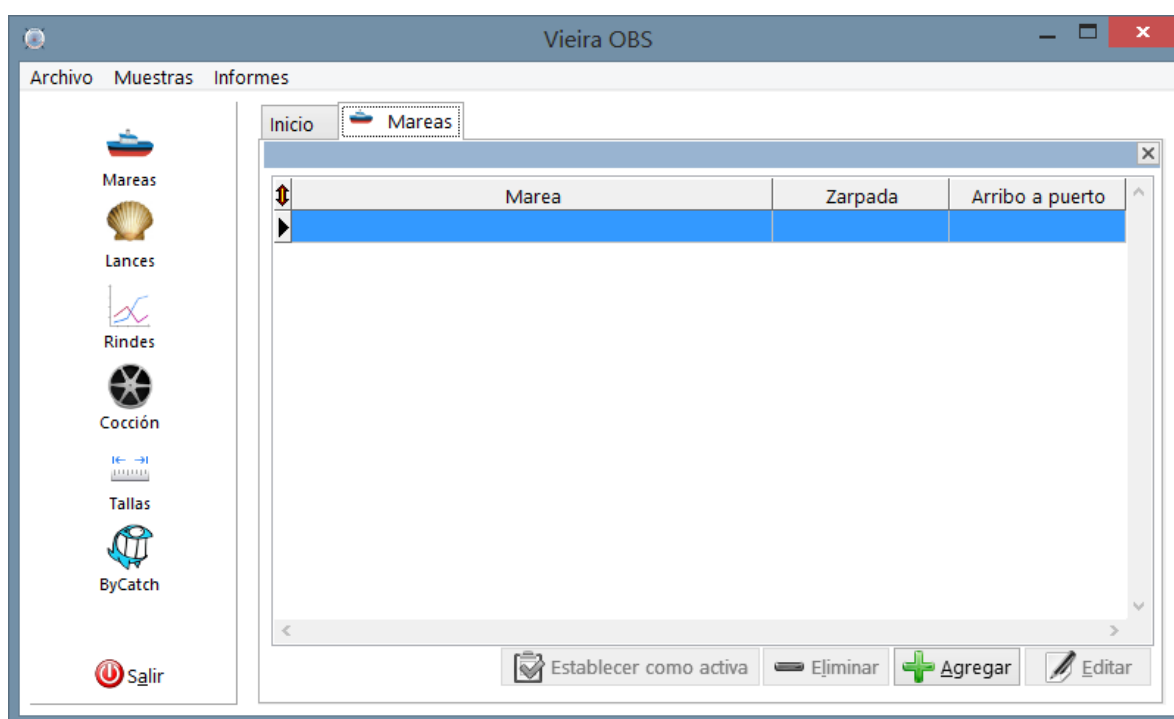 Vieira OBS
Archivo Muestras Informes
Inicio Mareas
Mareas
Lances
Rindes
Cocción
Tallas
ByCatch
Salir
Marea Zarpada Arribo a puerto
Establecer como activa Eliminar Agregar Editar